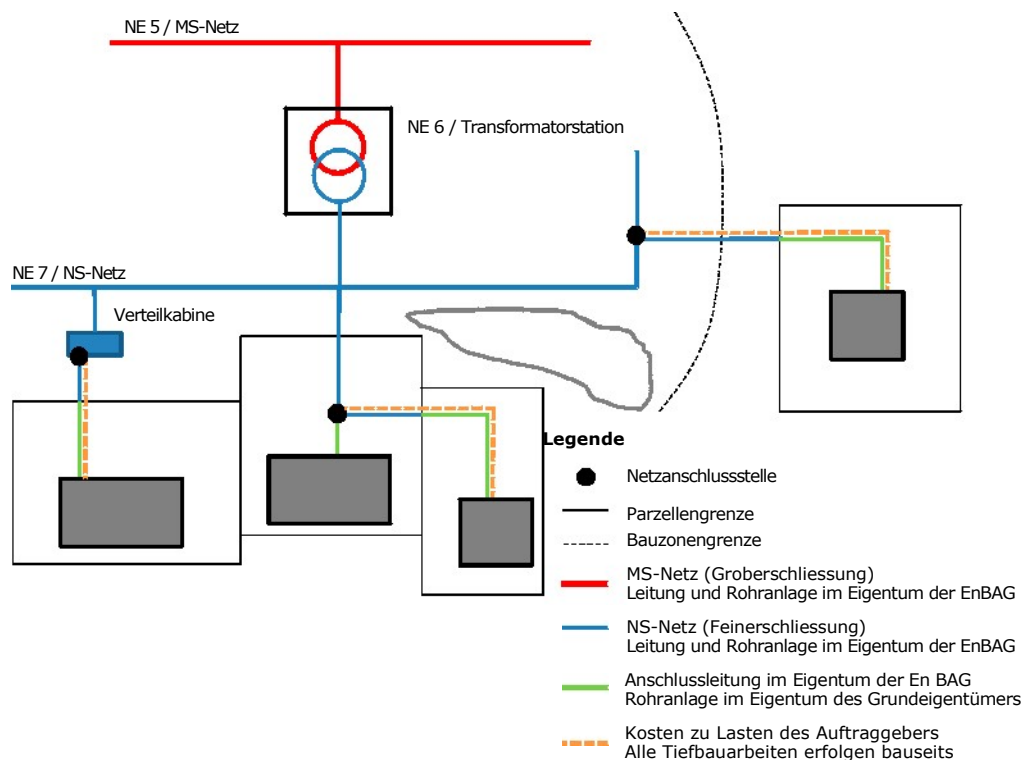 NE 5 / MS-Netz
NE 6 / Transformatorstation
NE 7 / NS-Netz
Verteilkabine
Legende
Netzanschlussstelle
Parzellengrenze
Bauzonengrenze
MS-Netz (Groberschliessung)
Leitung und Rohranlage im Eigentum der EnBAG
NS-Netz (Feinerschliessung)
Leitung und Rohranlage im Eigentum der EnBAG
Anschlussleitung im Eigentum der En BAG
Rohranlage im Eigentum des Grundeigentümers
Kosten zu Lasten des Auftraggebers
Alle Tiefbauarbeiten erfolgen bauseits